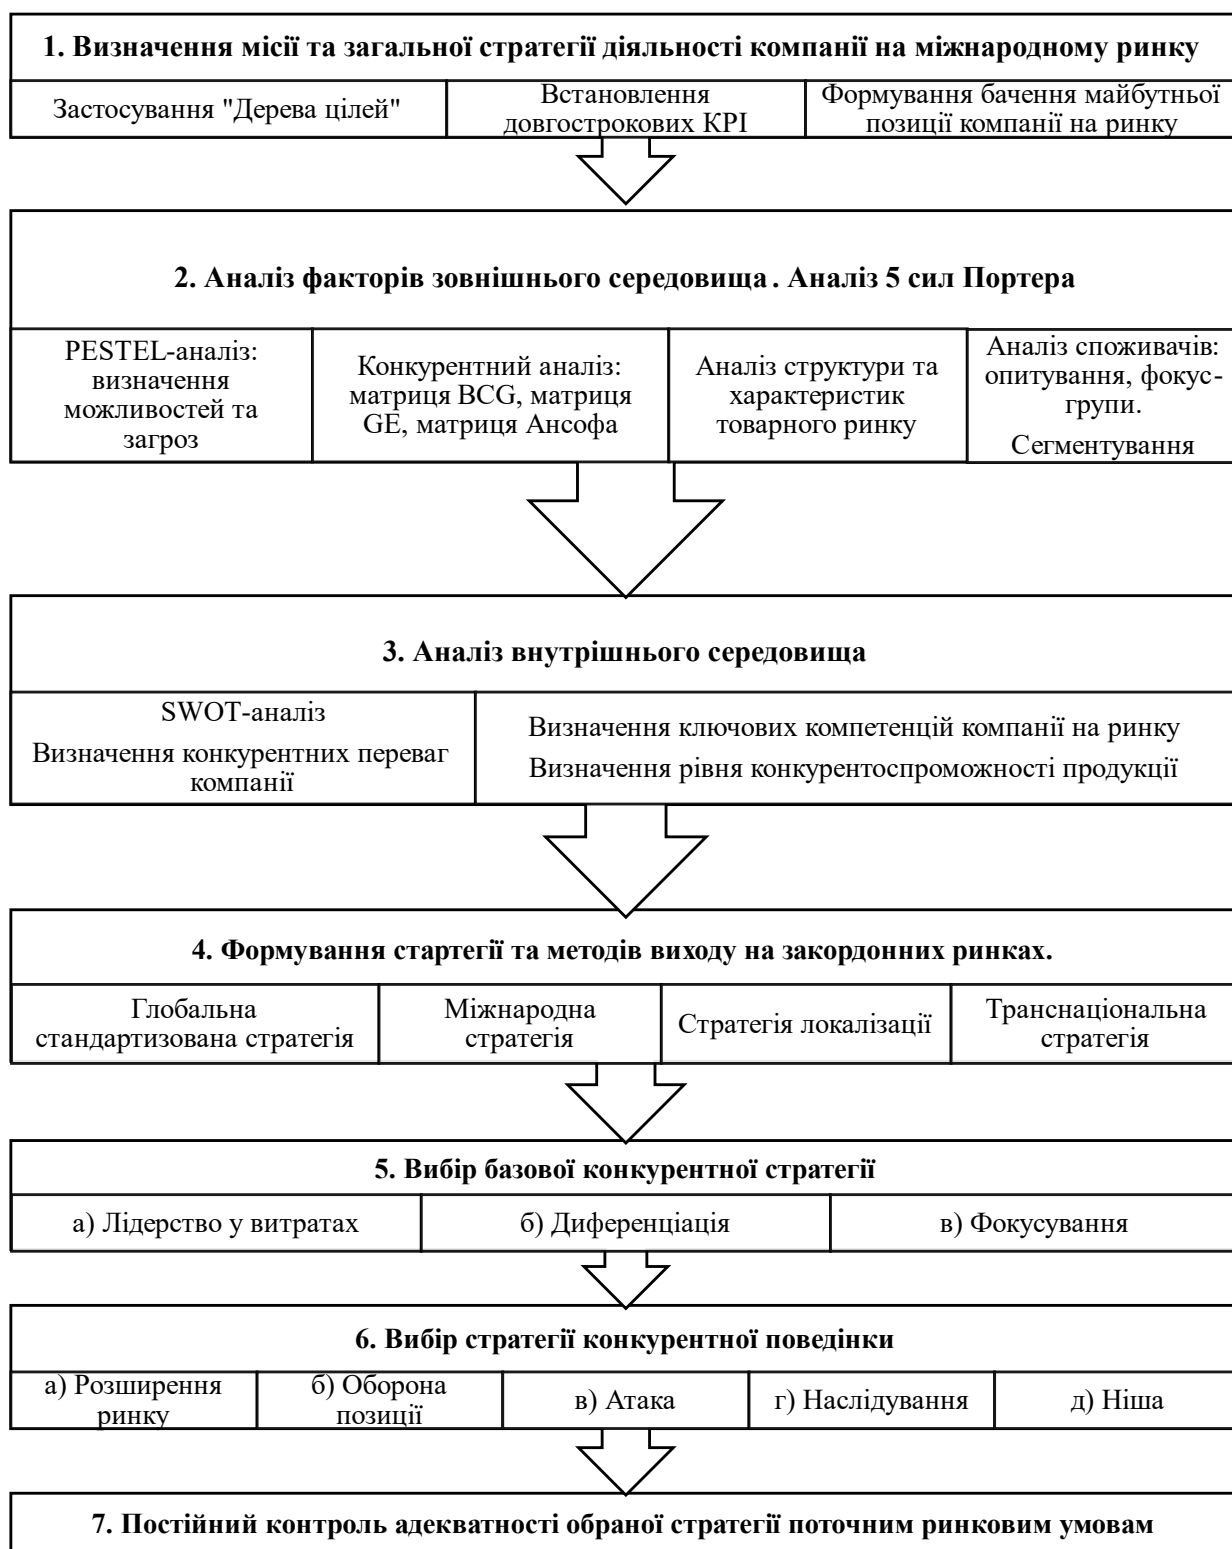 1. Визначення місії та загальної стратегії діяльності компанії на міжнародному ринку
Застосування "Дерева цілей"
Встановлення
довгострокових КРІ
Формування бачення майбутньої
позиції компанії на ринку
2. Аналіз факторів зовнішнього середовища. Аналіз 5 сил Портера
PESTEL-аналіз:
визначення
можливостей та
загроз
Конкурентний аналіз:
матриця BCG, матриця
GE, матриця Ансофа
Аналіз структури та
характеристик
товарного ринку
Аналіз споживачів:
опитування, фокус-
групи.
Сегментування
3. Аналіз внутрішнього середовища
SWOT-аналіз
Визначення конкурентних переваг
компанії
Визначення ключових компетенцій компанії на ринку
Визначення рівня конкурентоспроможності продукції
4. Формування стартегії та методів виходу на закордонних ринках.
Глобальна
стандартизована стратегія
Міжнародна
стратегія
Стратегія локалізації
Транснаціональна
стратегія
5. Вибір базової конкурентної стратегії
а) Лідерство у витратах
б) Диференціація
в) Фокусування
6. Вибір стратегії конкурентної поведінки
а) Розширення
ринку
б) Оборона
позиції
в) Атака
г) Наслідування
д) Ніша
7. Постійний контроль адекватності обраної стратегії поточним ринковим умовам